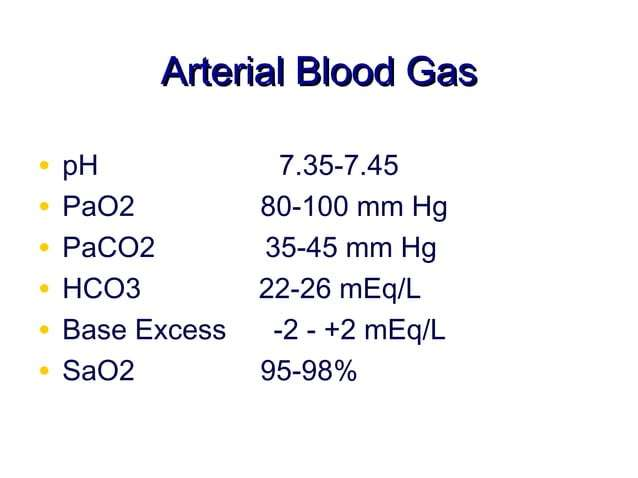 Arterial Blood Gas
• pH 7.35-7.45
• PaO2 80-100 mm Hg
• PaCO2 35-45 mm Hg
• HCO3 22-26 mEq/L
• Base Excess -2 - +2 mEq/L
• SaO2 95-98%